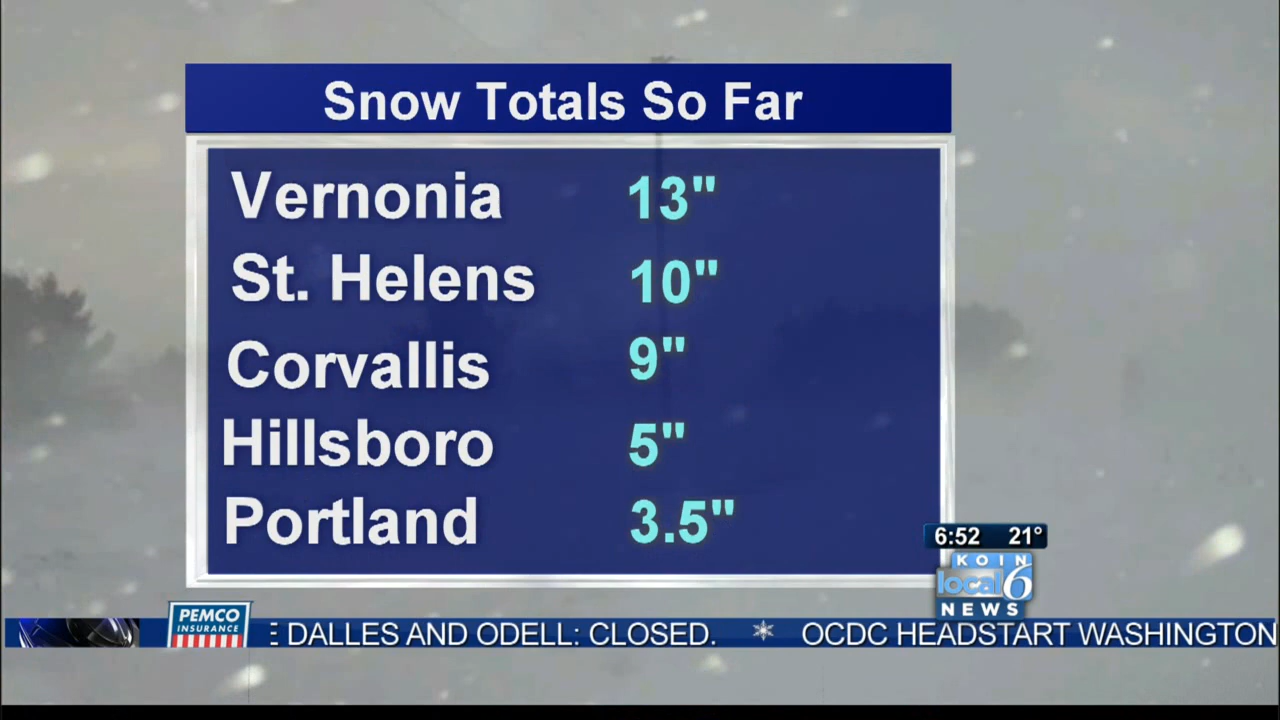 Snow Totals So Far
Vernonia 13"
St. Helens 10"
Corvallis 9"
Hillsboro 5"
Portland 3.5"
6:52 21°
KOIN
local 6
NEWS
PEMCO
INSURANCE
E DALLES AND ODELL: CLOSED. OCDC HEADSTART WASHINGTON